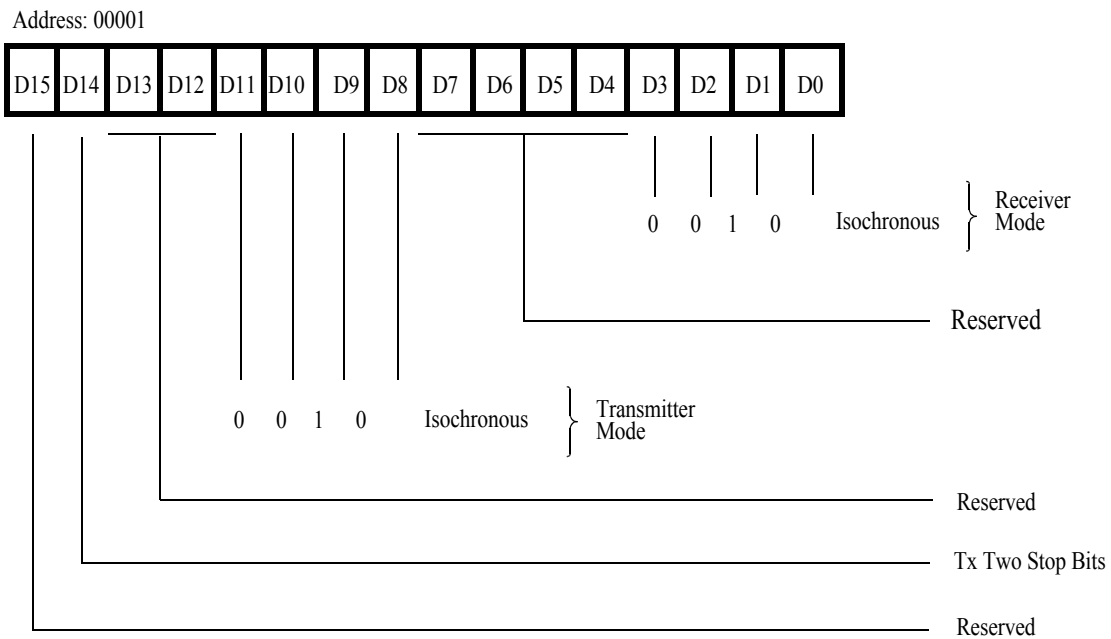 Address: 00001
D15 D14 D13 D12 D11 D10 D9 D8 D7 D6 D5 D4 D3 D2 D1 D0
0 0 1 0 Isochronous
Receiver
Mode
Reserved
0 0 1 0 Isochronous
Transmitter
Mode
Reserved
Tx Two Stop Bits
Reserved